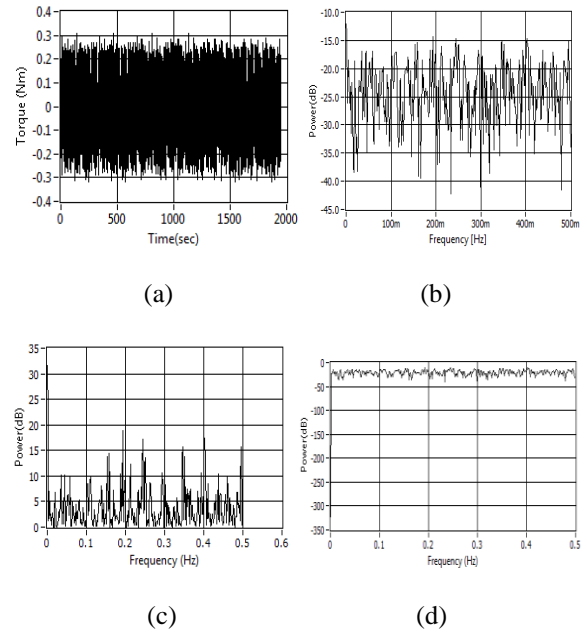 0.4
0.3
0.2
0.1
0
-0.1
-0.2
-0.3
-0.4
Torque (Nm)
0 500 1000 1500 2000
Time(sec)
(a)
-10.0
-15.0
-20.0
-25.0
-30.0
-35.0
-40.0
-45.0
Power(dB)
0 100m 200m 300m 400m 500m
Frequency [Hz]
(b)
35
30
25
20
15
10
5
0
Power(dB)
0 0.1 0.2 0.3 0.4 0.5 0.6
Frequency (Hz)
(c)
0
-50
-100
-150
-200
-250
-300
-350
Power(dB)
0 0.1 0.2 0.3 0.4 0.5
Frequency (Hz)
(d)